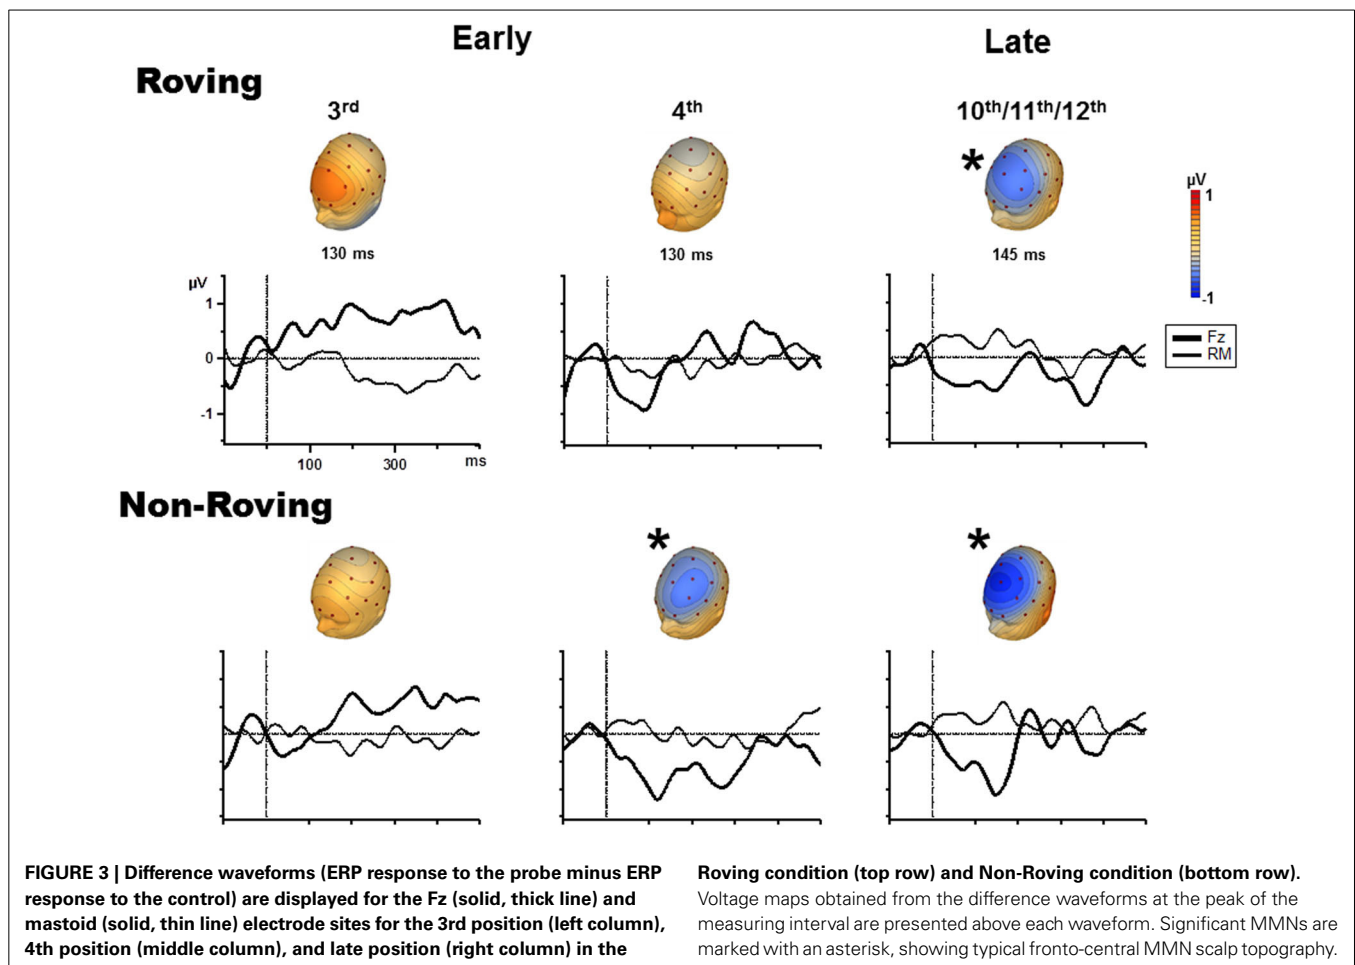 Early
Late
Roving
3rd
4th
10th/11th/12th
*
µV
1
-1
130 ms
130 ms
145 ms
µV
1
0
-1
100
300
ms
Fz
RM
Non-Roving
*
*
FIGURE 3 | Difference waveforms (ERP response to the probe minus ERP
response to the control) are displayed for the Fz (solid, thick line) and
mastoid (solid, thin line) electrode sites for the 3rd position (left column),
4th position (middle column), and late position (right column) in the
Roving condition (top row) and Non-Roving condition (bottom row).
Voltage maps obtained from the difference waveforms at the peak of the
measuring interval are presented above each waveform. Significant MMNs are
marked with an asterisk, showing typical fronto-central MMN scalp topography.